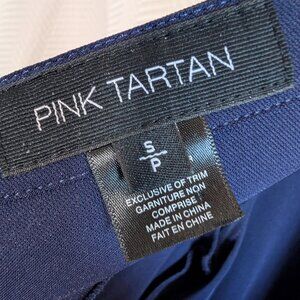 PINK TARTAN
S
P
EXCLUSIVE OF TRIM
GARNITURE NON
COMPRISE
MADE IN CHINA
FAIT EN CHINE